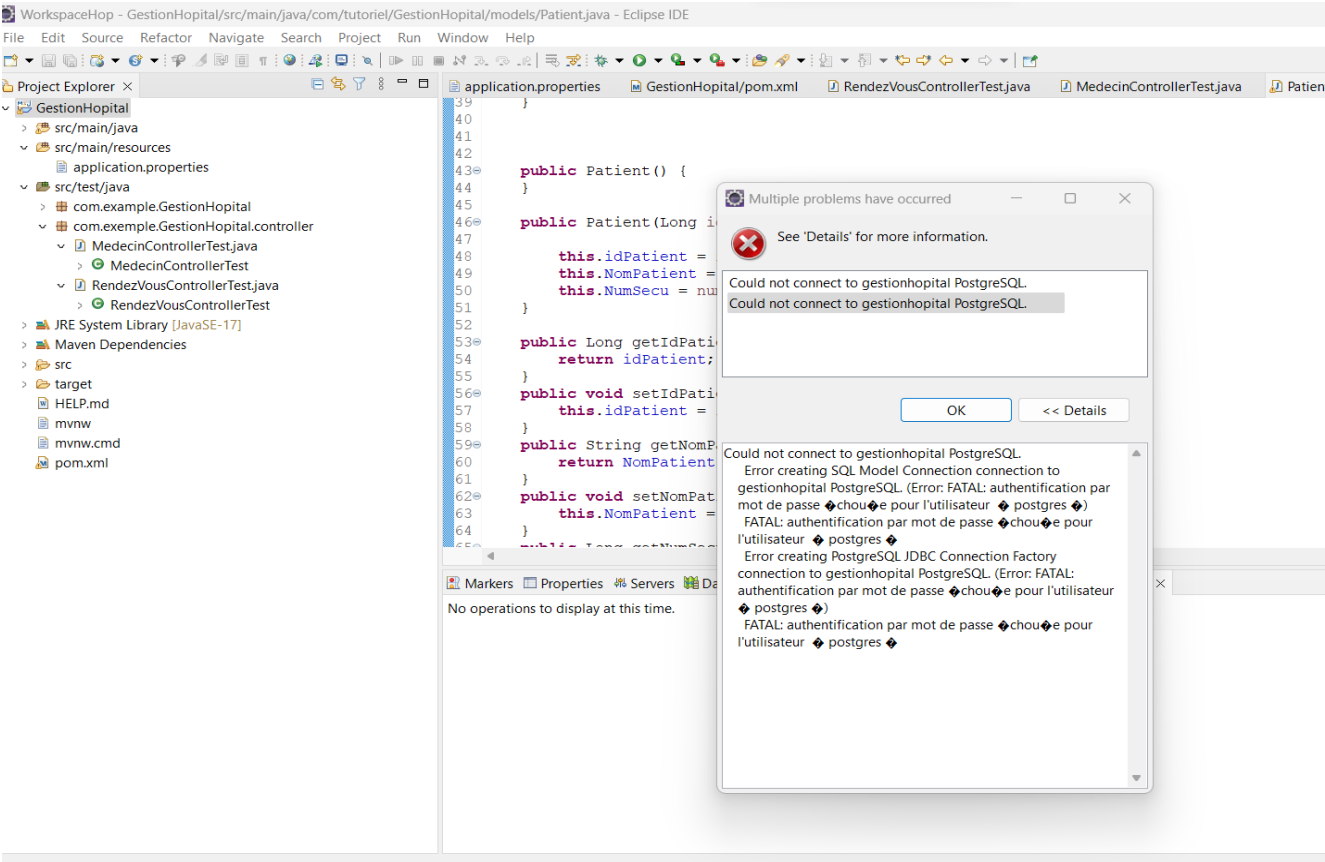 WorkspaceHop - GestionHopital/src/main/java/com/tutoriel/GestionHopital/models/Patient.java - Eclipse IDE
File Edit Source Refactor Navigate Search Project Run Window Help
Project Explorer
GestionHopital
src/main/java
src/main/resources
application.properties
src/test/java
com.example.GestionHopital
com.exemple.GestionHopital.controller
MedecinControllerTest.java
MedecinControllerTest
RendezVousControllerTest.java
RendezVousControllerTest
JRE System Library [JavaSE-17]
Maven Dependencies
src
target
HELP.md
mvnw
mvnw.cmd
pom.xml
application.properties GestionHopital/pom.xml RendezVousControllerTest.java MedecinControllerTest.java Patien
39 }
40
41
42
43 public Patient() {
44 }
45
46 public Patient(Long i
47
48 this.idPatient =
49 this.NomPatient =
50 this.NumSecu = nu
51 }
52
53 public Long getIdPati
54 return idPatient;
55 }
56 public void setIdPati
57 this.idPatient =
58 }
59 public String getNomP
60 return NomPatient
61 }
62 public void setNomPat
63 this.NomPatient =
64 }
65 public Long getNumSec
Multiple problems have occurred
See 'Details' for more information.
Could not connect to gestionhopital PostgreSQL.
Could not connect to gestionhopital PostgreSQL.
OK << Details
Could not connect to gestionhopital PostgreSQL.
Error creating SQL Model Connection connection to
gestionhopital PostgreSQL. (Error: FATAL: authentification par
mot de passe �chou�e pour l'utilisateur � postgres �)
FATAL: authentification par mot de passe �chou�e pour
l'utilisateur � postgres �
Error creating PostgreSQL JDBC Connection Factory
connection to gestionhopital PostgreSQL. (Error: FATAL:
authentification par mot de passe �chou�e pour l'utilisateur
� postgres �)
FATAL: authentification par mot de passe �chou�e pour
l'utilisateur � postgres �
Markers Properties Servers Da
No operations to display at this time.